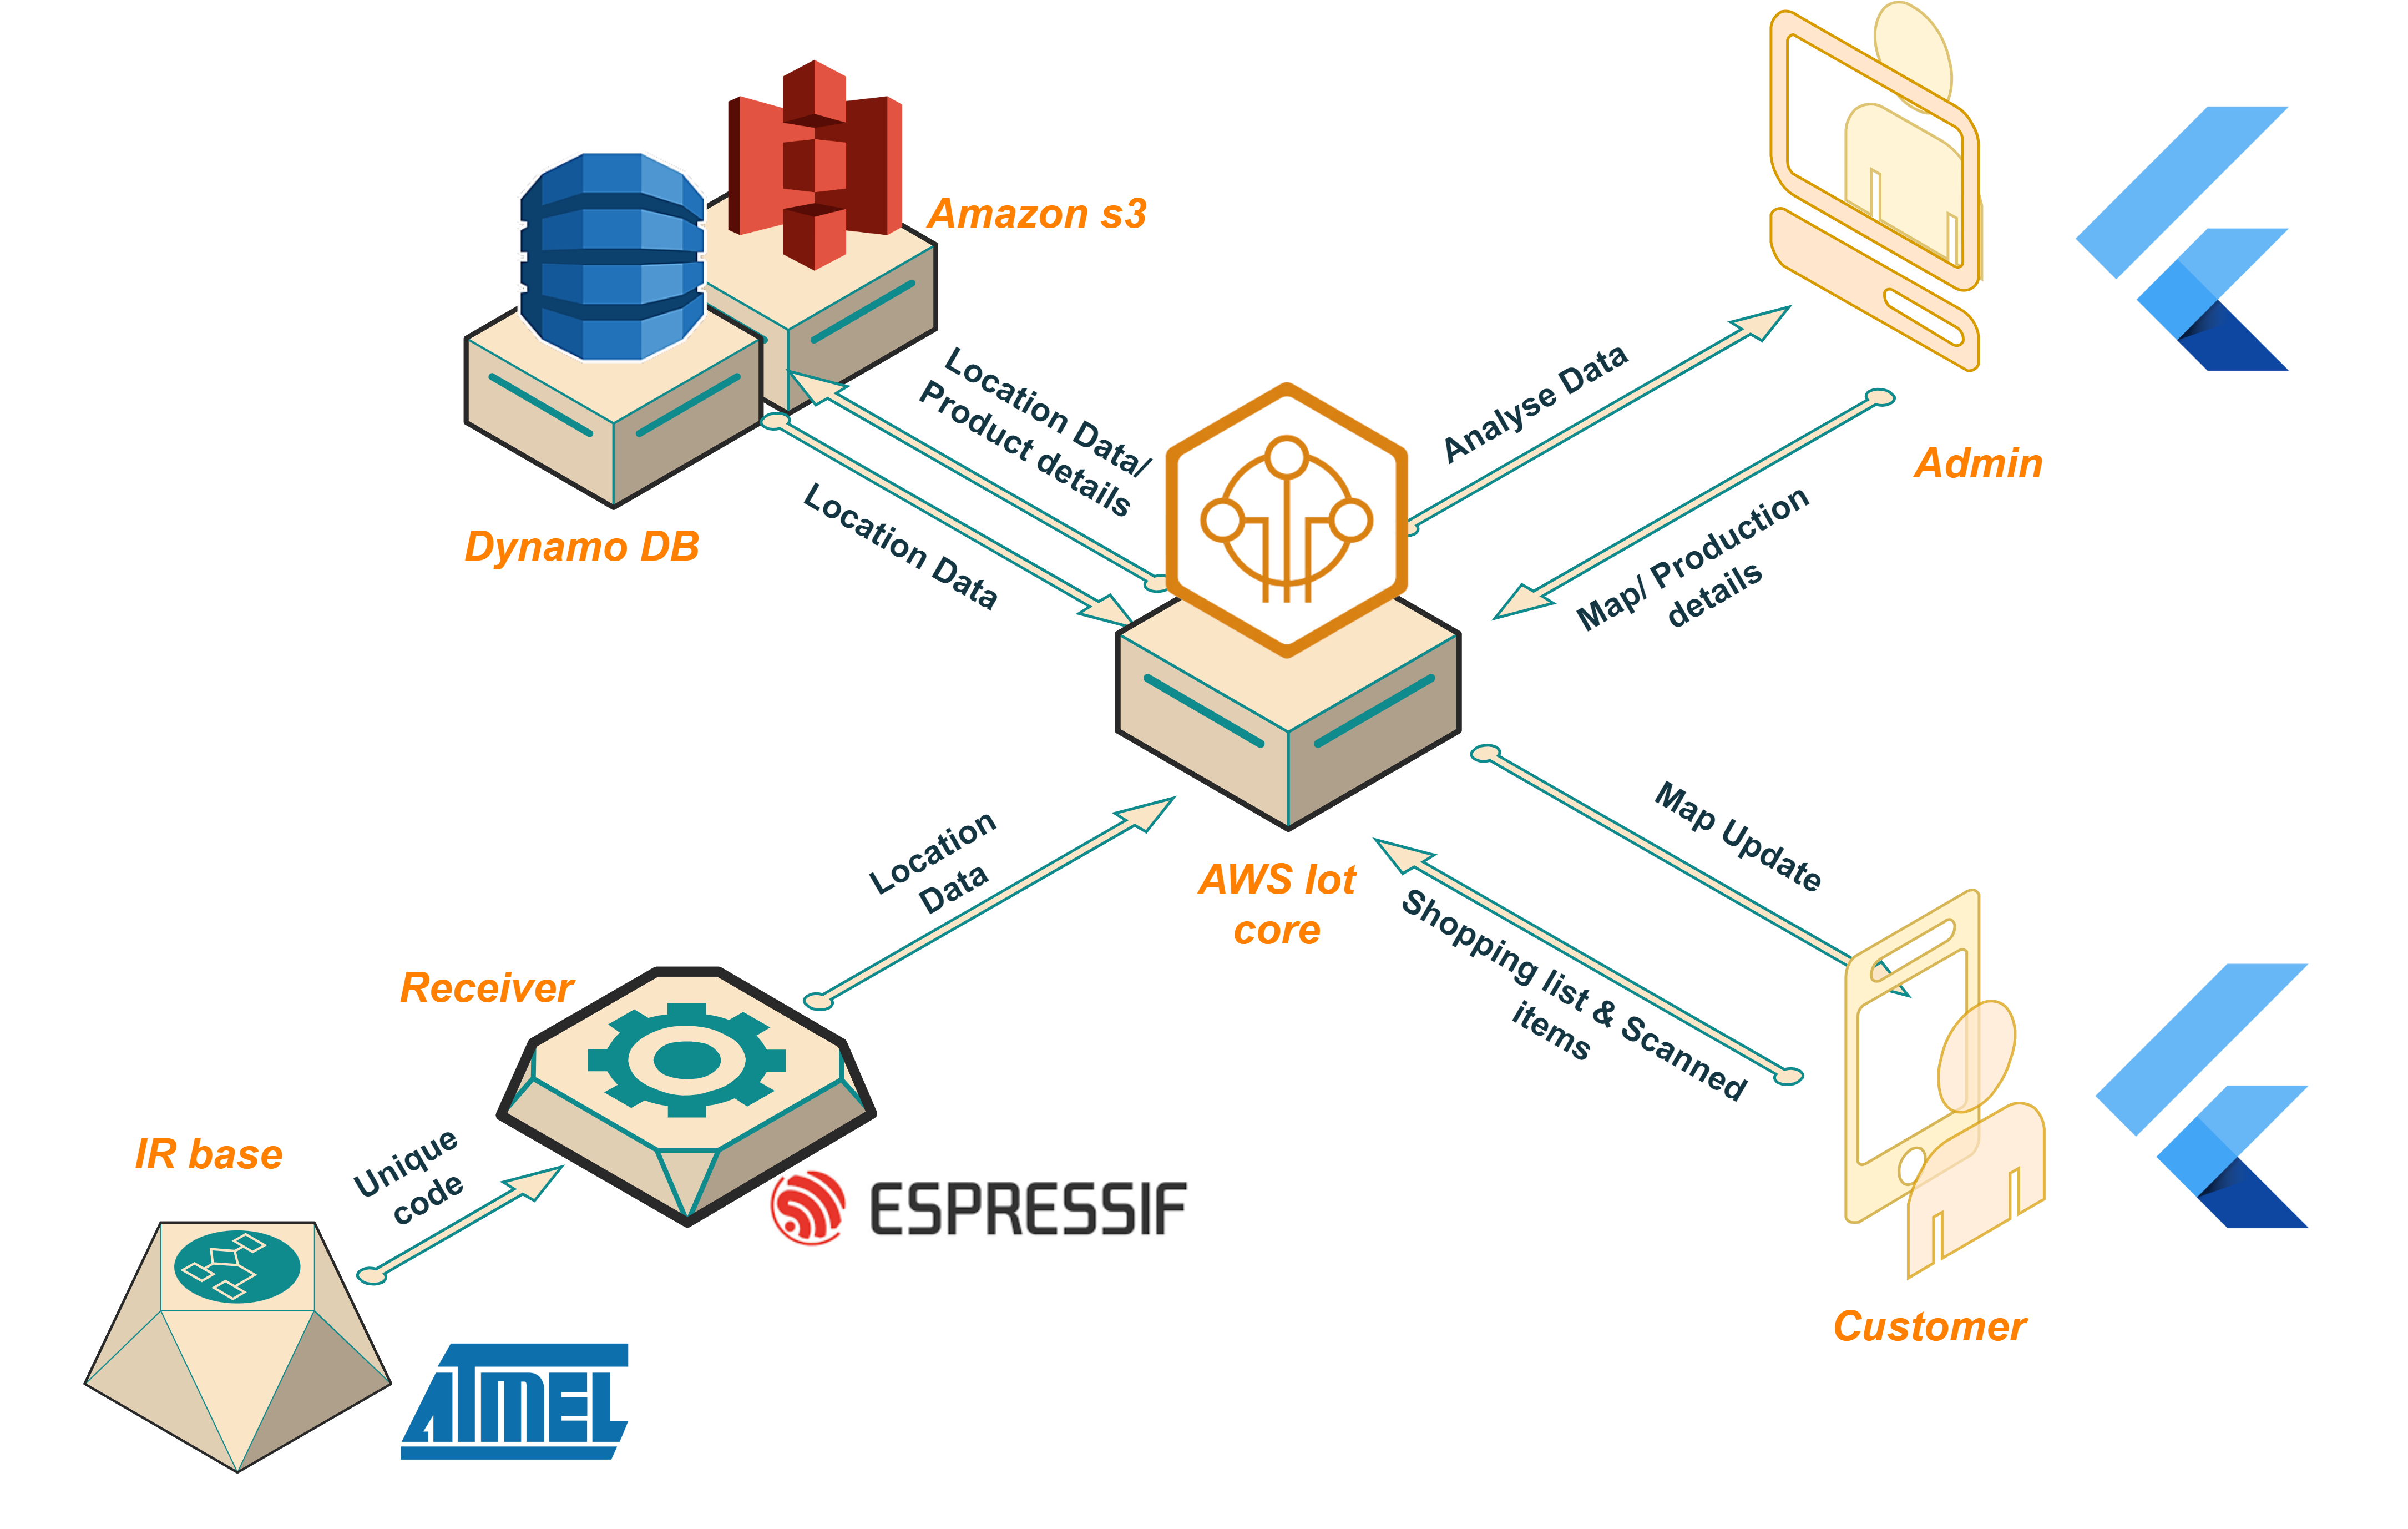 Amazon s3
Dynamo DB
Location Data/
Product details
Location Data
Analyse Data
Admin
Map/ Production
details
AWS Iot
core
Map Update
Shopping list & Scanned
items
Customer
Location
Data
Receiver
ESPRESSIF
IR base
Unique
code
ATMEL